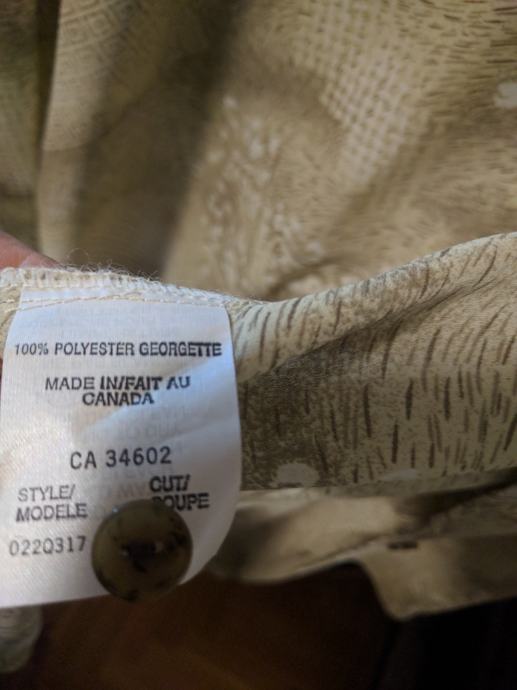 100% POLYESTER GEORGETTE
MADE IN/FAIT AU
CANADA
CA 34602
STYLE/ CUT/
MODELE COUPE
022Q317